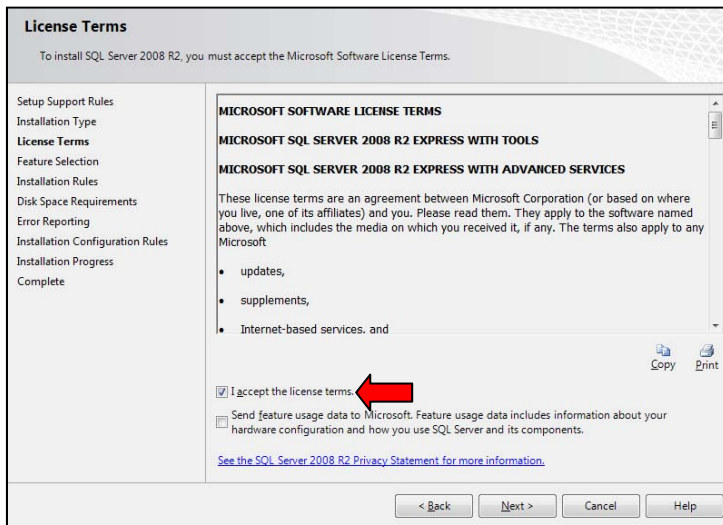 License Terms
To install SQL Server 2008 R2, you must accept the Microsoft Software License Terms.
Setup Support Rules
Installation Type
License Terms
Feature Selection
Installation Rules
Disk Space Requirements
Error Reporting
Installation Configuration Rules
Installation Progress
Complete
MICROSOFT SOFTWARE LICENSE TERMS
MICROSOFT SQL SERVER 2008 R2 EXPRESS WITH TOOLS
MICROSOFT SQL SERVER 2008 R2 EXPRESS WITH ADVANCED SERVICES
These license terms are an agreement between Microsoft Corporation (or based on where
you live, one of its affiliates) and you. Please read them. They apply to the software named
above, which includes the media on which you received it, if any. The terms also apply to any
Microsoft
• updates,
• supplements,
• Internet-based services, and
Copy Print
I accept the license terms.
Send feature usage data to Microsoft. Feature usage data includes information about your
hardware configuration and how you use SQL Server and its components.
See the SQL Server 2008 R2 Privacy Statement for more information.
< Back Next > Cancel Help